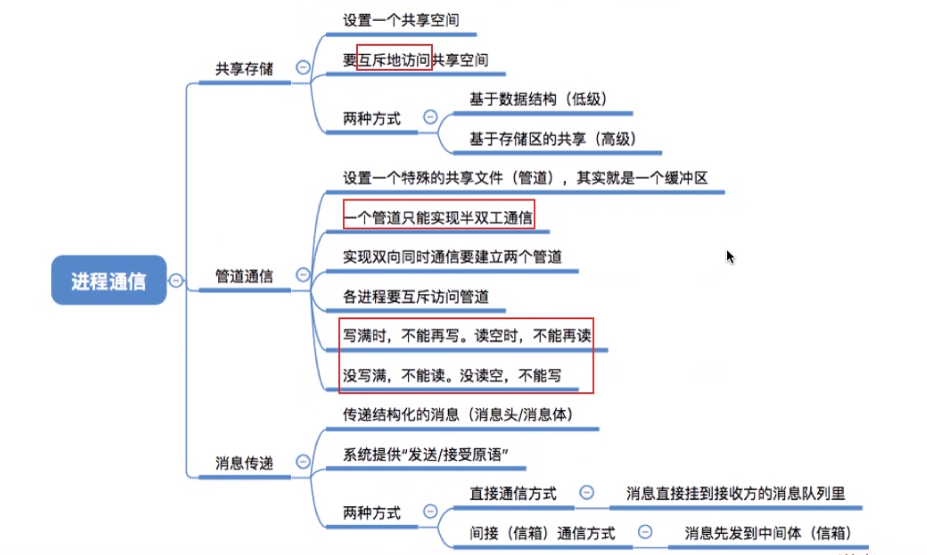 设置一个共享空间
要互斥地访问共享空间
共享存储
基于数据结构（低级）
两种方式
基于存储区的共享（高级）
设置一个特殊的共享文件（管道），其实就是一个缓冲区
一个管道只能实现半双工通信
实现双向同时通信要建立两个管道
进程通信
管道通信
各进程要互斥访问管道
写满时，不能再写。读空时，不能再读
没写满，不能读。没读空，不能写
传递结构化的消息（消息头/消息体）
系统提供“发送/接受原语”
消息传递
直接通信方式
消息直接挂到接收方的消息队列里
两种方式
间接（信箱）通信方式
消息先发到中间体（信箱）